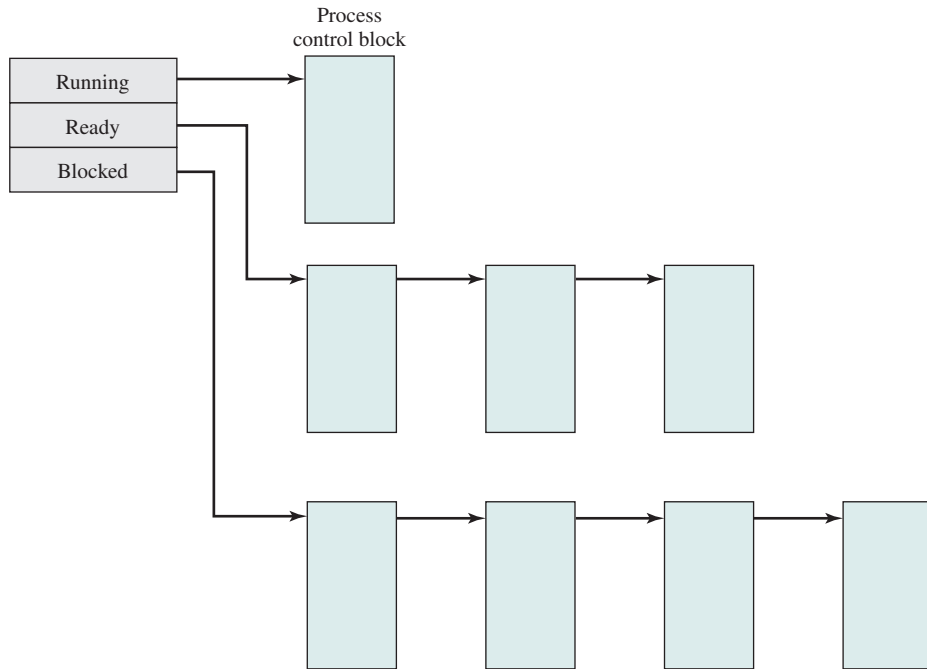 Process
control block
Running
Ready
Blocked